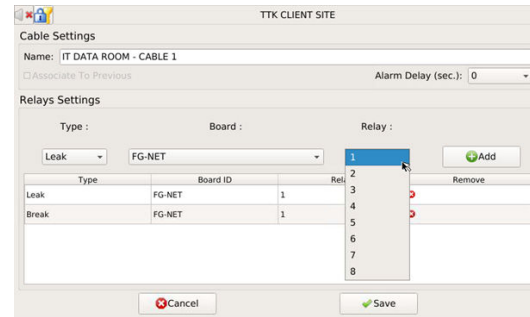 TTK CLIENT SITE
Cable Settings
Name: IT DATA ROOM - CABLE 1
Associate To Previous Alarm Delay (sec.): 0
Relays Settings
Type : Board : Relay :
Leak FG-NET 1 Add
Type Board ID Rel Remove
2
3
Leak FG-NET 1
4
Break FG-NET 1
5
6
7
8
Cancel Save